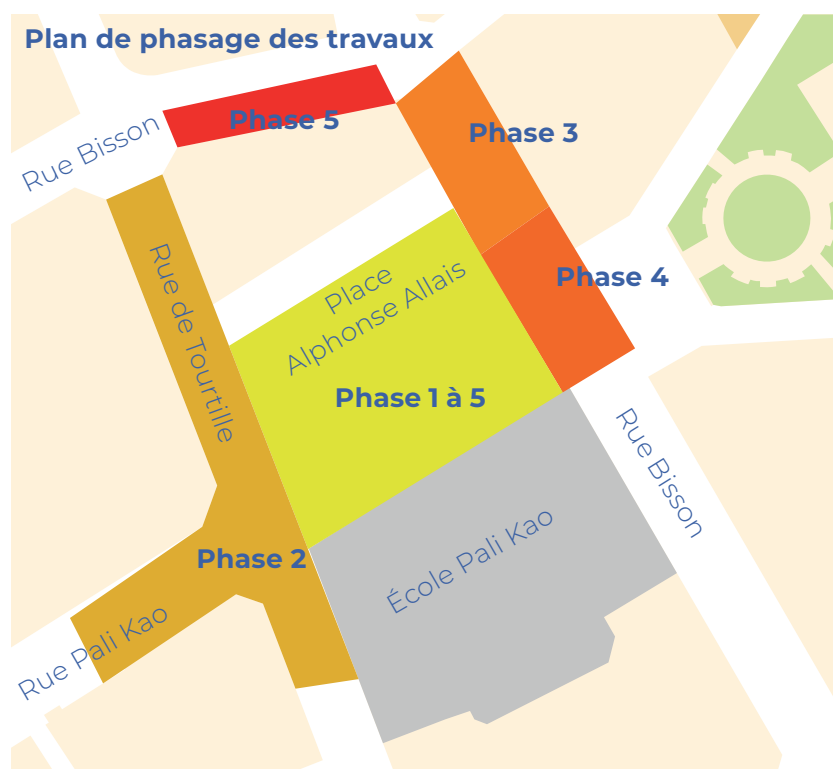 Plan de phasage des travaux
Phase 5
Rue Bisson
Phase 3
Rue de Tourtille
Place
Alphonse Allais
Phase 4
Phase 1 à 5
Rue Bisson
École Pali Kao
Phase 2
Rue Pali Kao